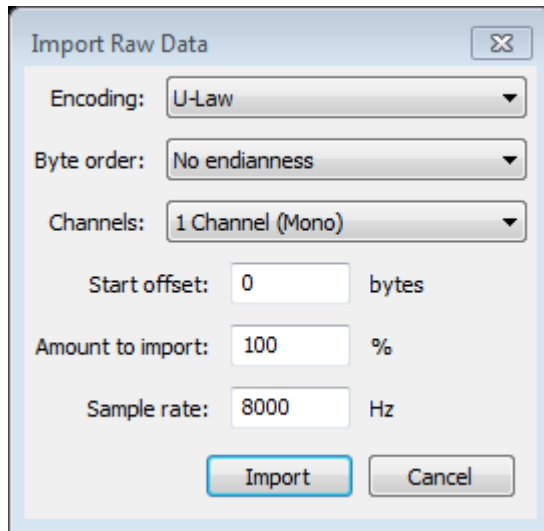 Import Raw Data
Encoding: U-Law
Byte order: No endianness
Channels: 1 Channel (Mono)
Start offset: 0 bytes
Amount to import: 100 %
Sample rate: 8000 Hz
Import Cancel